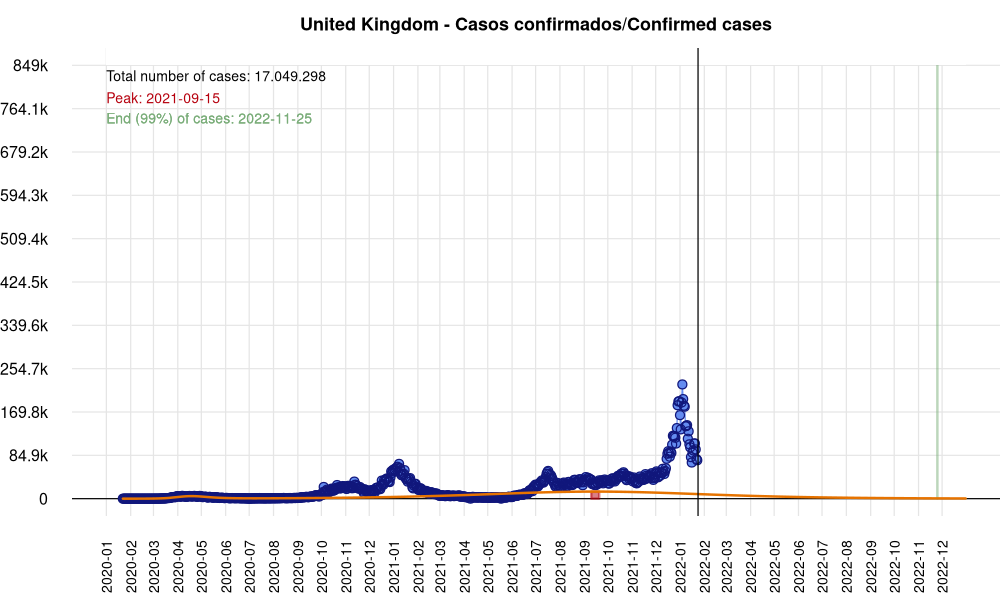 United Kingdom - Casos confirmados/Confirmed cases
849k
764.1k
679.2k
594.3k
509.4k
424.5k
339.6k
254.7k
169.8k
84.9k
0
Total number of cases: 17.049.298
Peak: 2021-09-15
End (99%) of cases: 2022-11-25
2020-01
2020-02
2020-03
2020-04
2020-05
2020-06
2020-07
2020-08
2020-09
2020-10
2020-11
2020-12
2021-01
2021-02
2021-03
2021-04
2021-05
2021-06
2021-07
2021-08
2021-09
2021-10
2021-11
2021-12
2022-01
2022-02
2022-03
2022-04
2022-05
2022-06
2022-07
2022-08
2022-09
2022-10
2022-11
2022-12